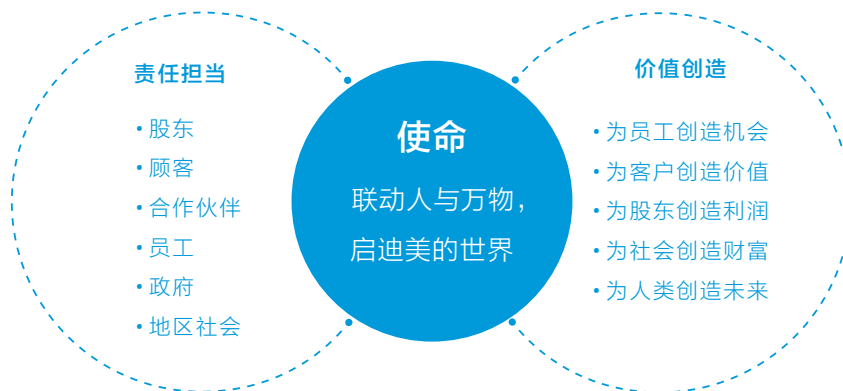 责任担当
•股东
•顾客
•合作伙伴
•员工
•政府
•地区社会
使命
联动人与万物，
启迪美的世界
价值创造
•为员工创造机会
•为客户创造价值
•为股东创造利润
•为社会创造财富
•为人类创造未来